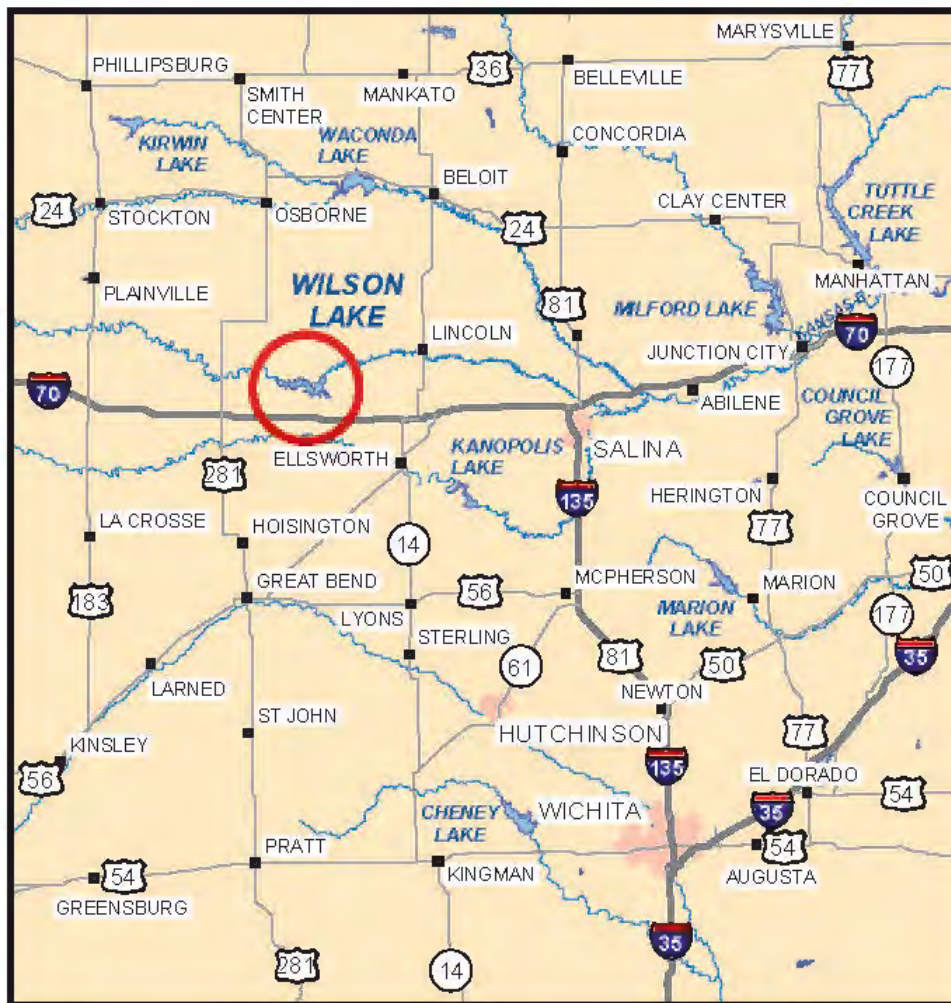 MARYSVILLE
PHILLIPSBURG
36
77
SMITH
CENTER
MANKATO
BELLEVILLE
KIRWIN
LAKE
WACONDA
LAKE
CONCORDIA
BELOIT
TUTTLE
CREEK
LAKE
24
STOCKTON
OSBORNE
24
CLAY CENTER
MANHATTAN
PLAINVILLE
WILSON
LAKE
81
MILFORD LAKE
KANSAS R
LINCOLN
JUNCTION CITY
70
177
70
ABILENE
COUNCIL
GROVE
LAKE
281
ELLSWORTH
KANOPOLIS
LAKE
SALINA
135
HERINGTON
COUNCIL
GROVE
LA CROSSE
HOISINGTON
14
77
50
183
GREAT BEND
LYONS
56
MCPHERSON
MARION
LAKE
MARION
177
STERLING
61
81
50
35
LARNED
NEWTON
ST JOHN
HUTCHINSON
77
KINSLEY
56
135
EL DORADO
54
CHENEY
LAKE
WICHITA
35
54
PRATT
KINGMAN
AUGUSTA
54
GREENSBURG
35
281
14